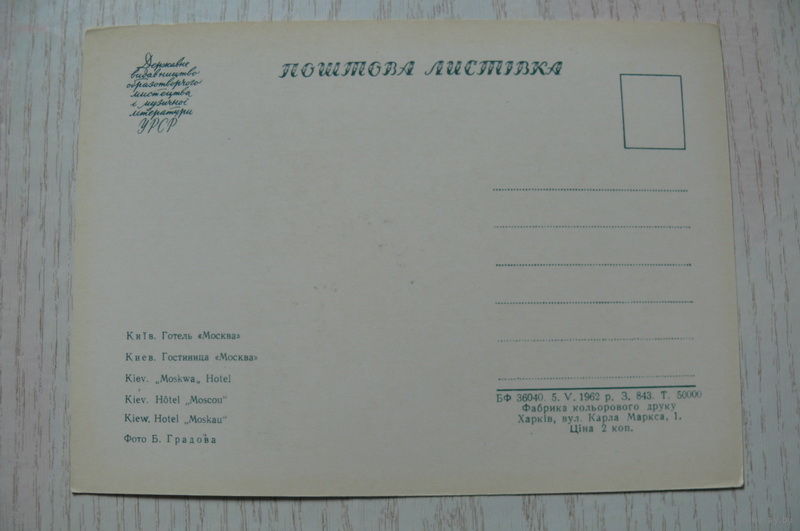 Державне
видавництво
образотворчого
мистецтва
і музичної
літератури
УРСР
ПОШТОВА ЛИСТІВКА
Київ. Готель «Москва»
Киев. Гостиница «Москва»
Kiev. „Moskwa„ Hotel
Kiev. Hôtel „Moscou"
Kiew. Hotel „Moskau"
Фото Б. Градова
БФ 36040. 5. V. 1962 р. З. 843. Т. 50000
Фабрика кольорового друку
Харків, вул. Карла Маркса, 1.
Ціна 2 коп.